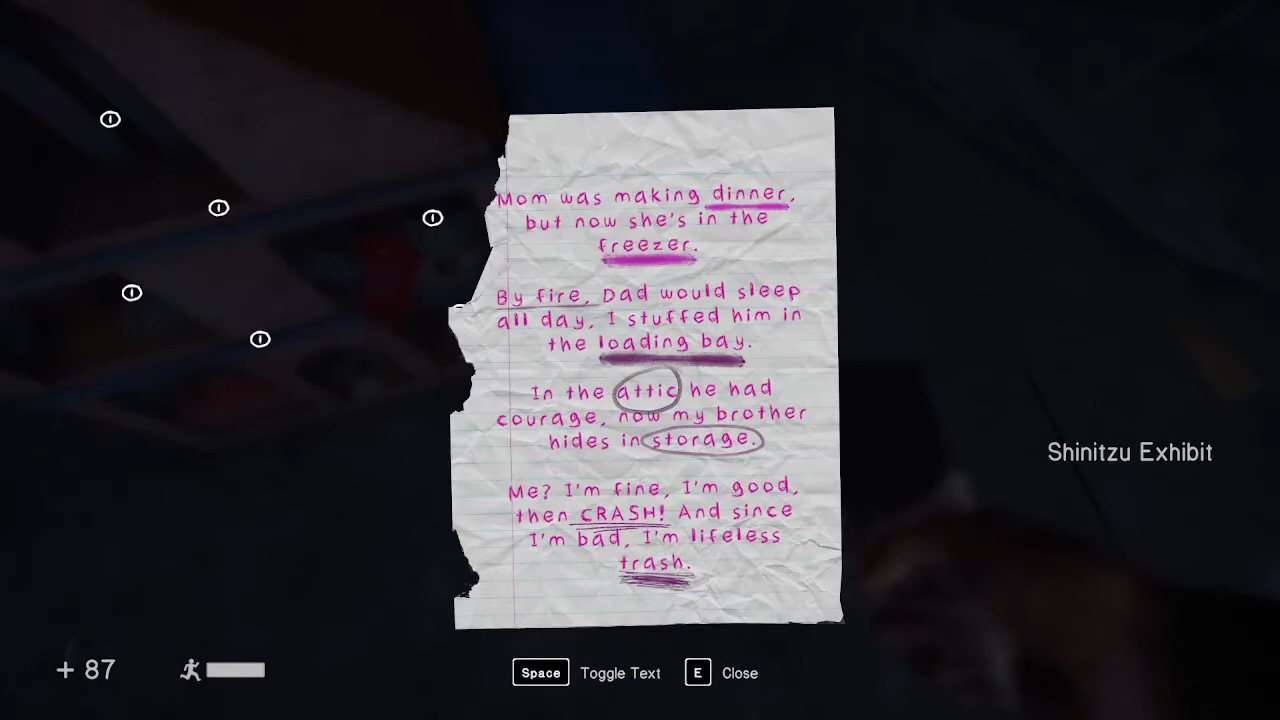 Mom was making dinner,
but now she's in the
freezer.
By fire, Dad would sleep
all day, I stuffed him in
the loading bay.
In the attic he had
courage, now my brother
hides in storage.
Me? I'm fine, I'm good,
then CRASH! And since
I'm bad, I'm lifeless
trash.
Shinitzu Exhibit
+ 87
Space Toggle Text E Close